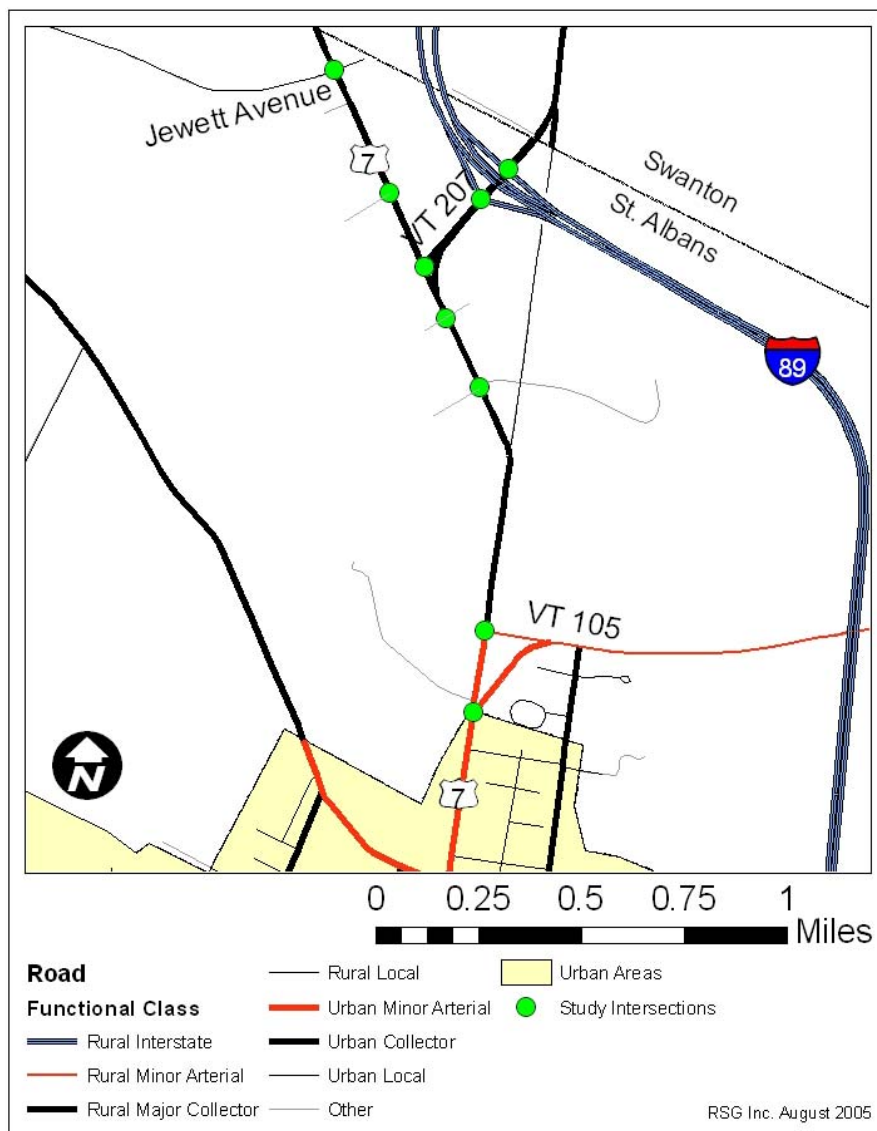 Jewett Avenue
7
VT 207
Swanton
St. Albans
89
VT 105
N
7
0 0.25 0.5 0.75 1
Miles
Road
Functional Class
Rural Interstate
Rural Minor Arterial
Rural Major Collector
Rural Local
Urban Minor Arterial
Urban Collector
Urban Local
Other
Urban Areas
Study Intersections
RSG Inc. August 2005